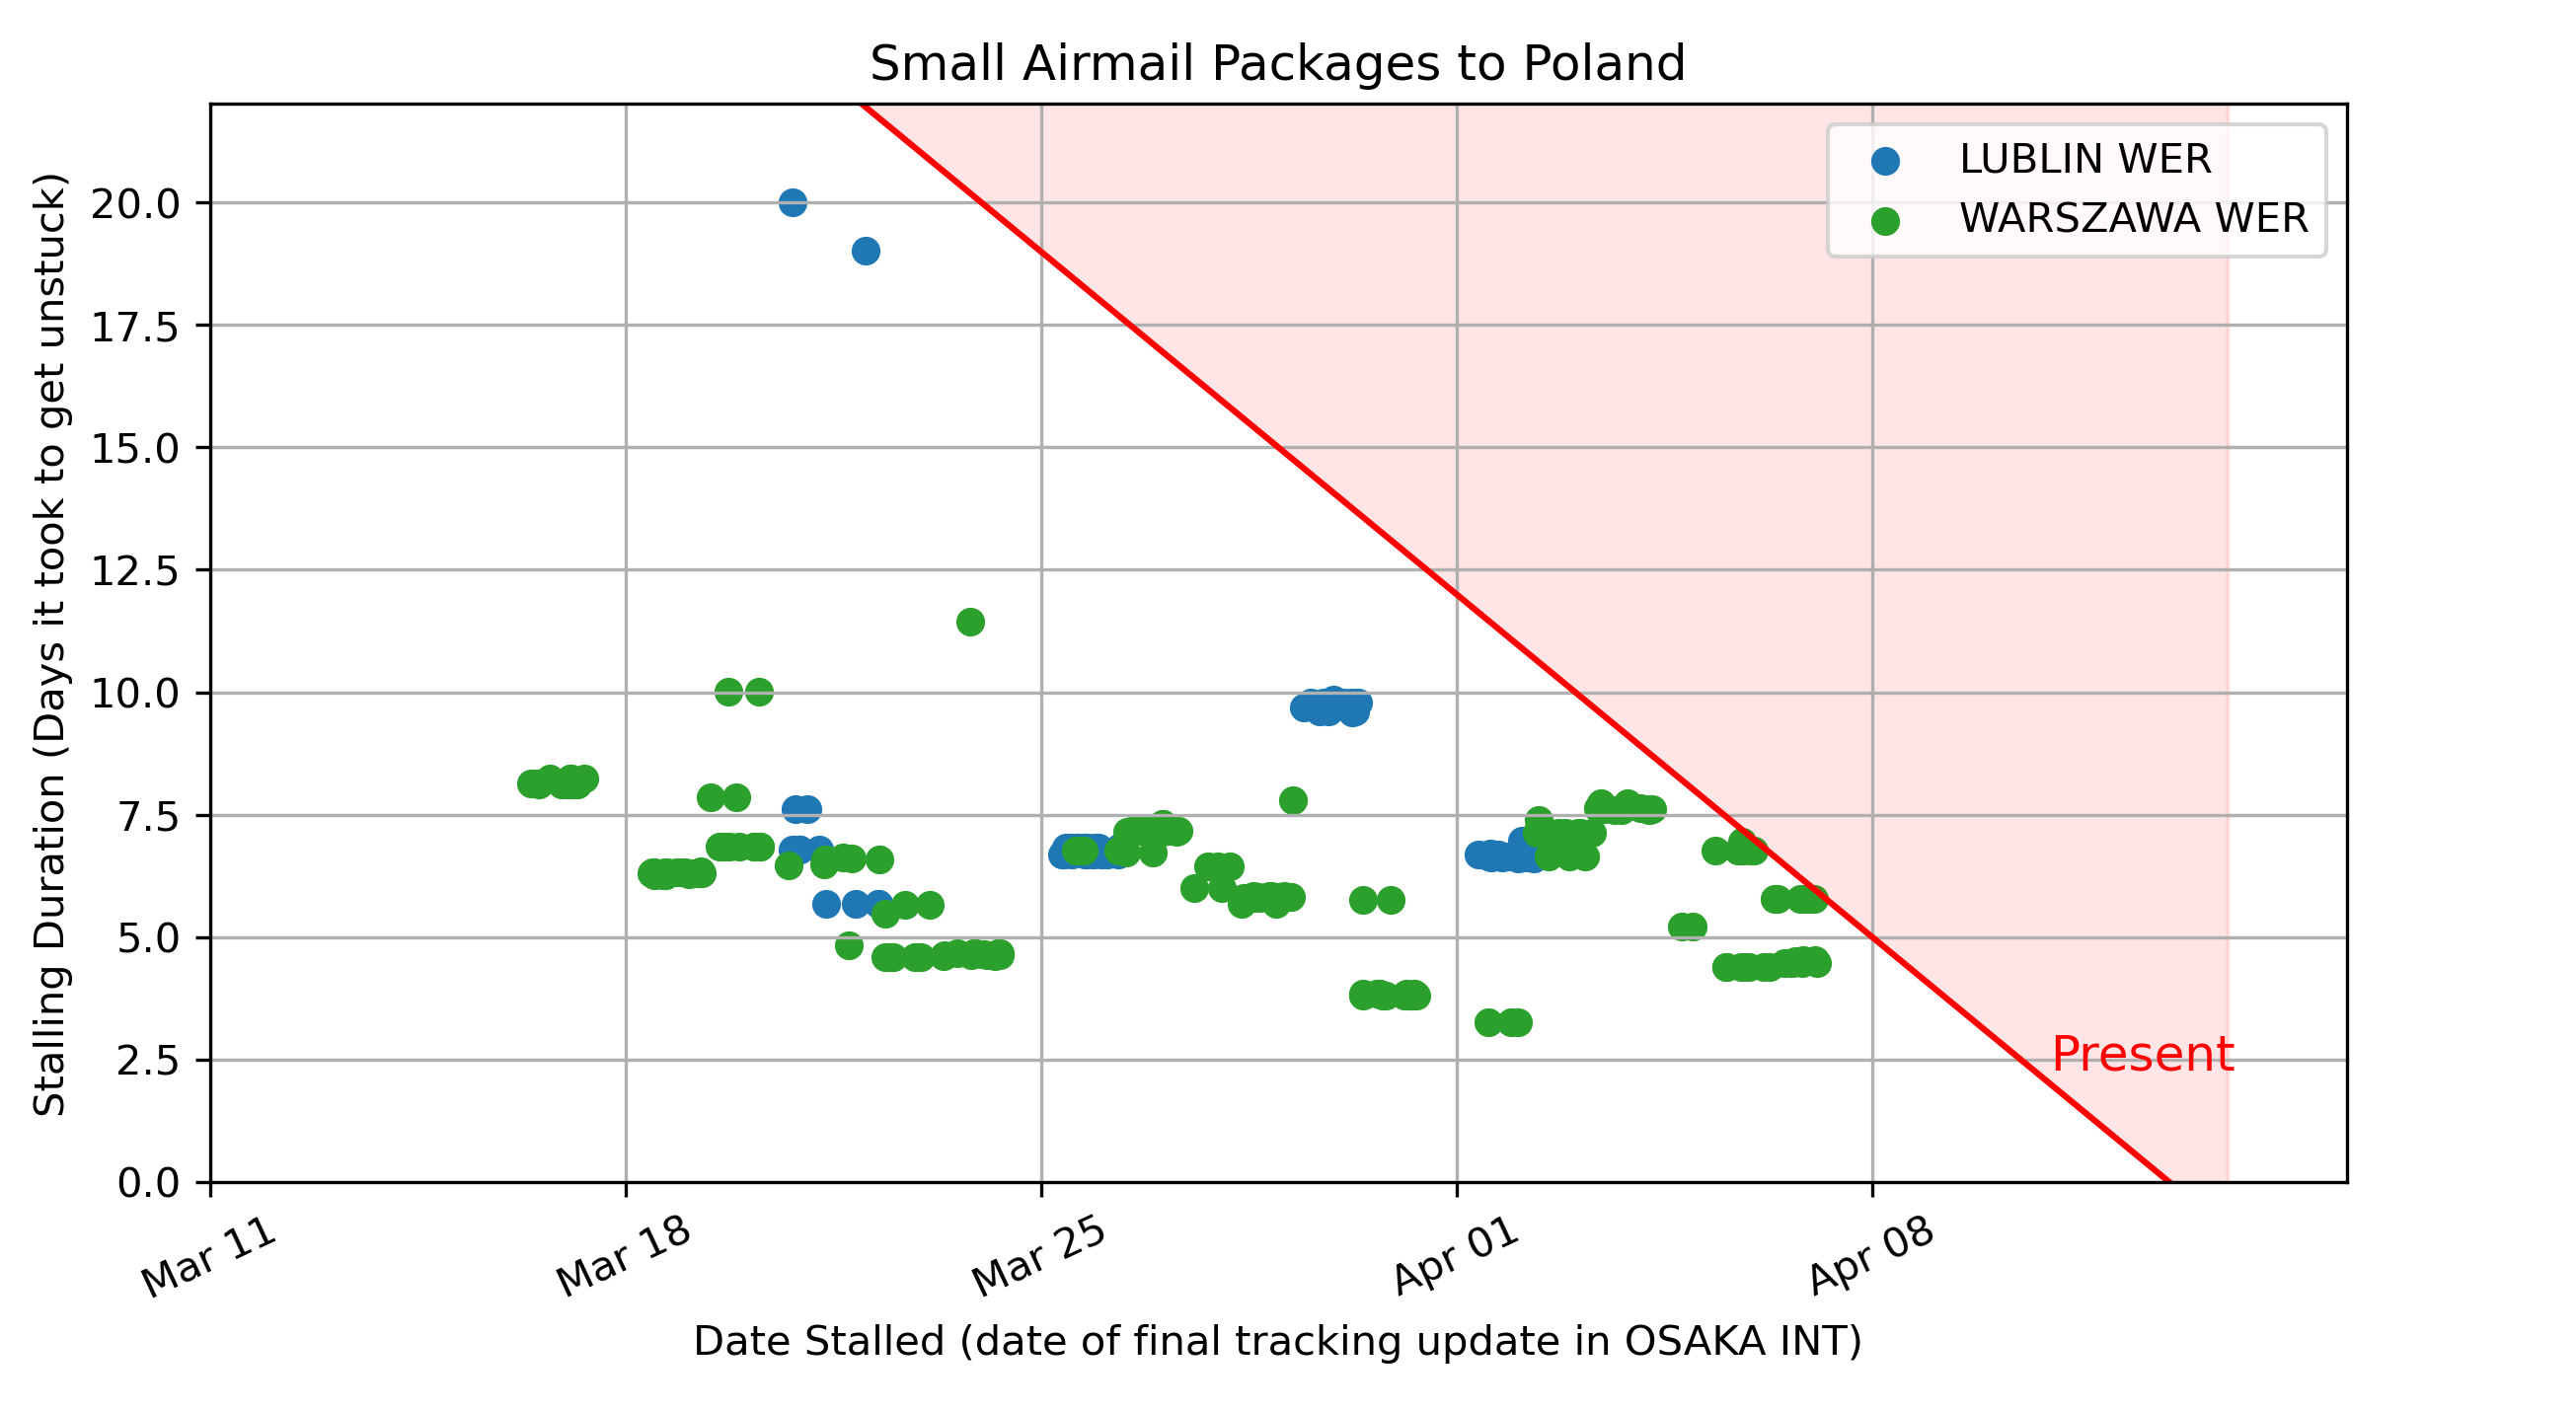 Small Airmail Packages to Poland
LUBLIN WER
WARSZAWA WER
Stalling Duration (Days it took to get unstuck)
20.0
17.5
15.0
12.5
10.0
7.5
5.0
2.5
0.0
Present
Mar 11
Mar 18
Mar 25
Apr 01
Apr 08
Date Stalled (date of final tracking update in OSAKA INT)